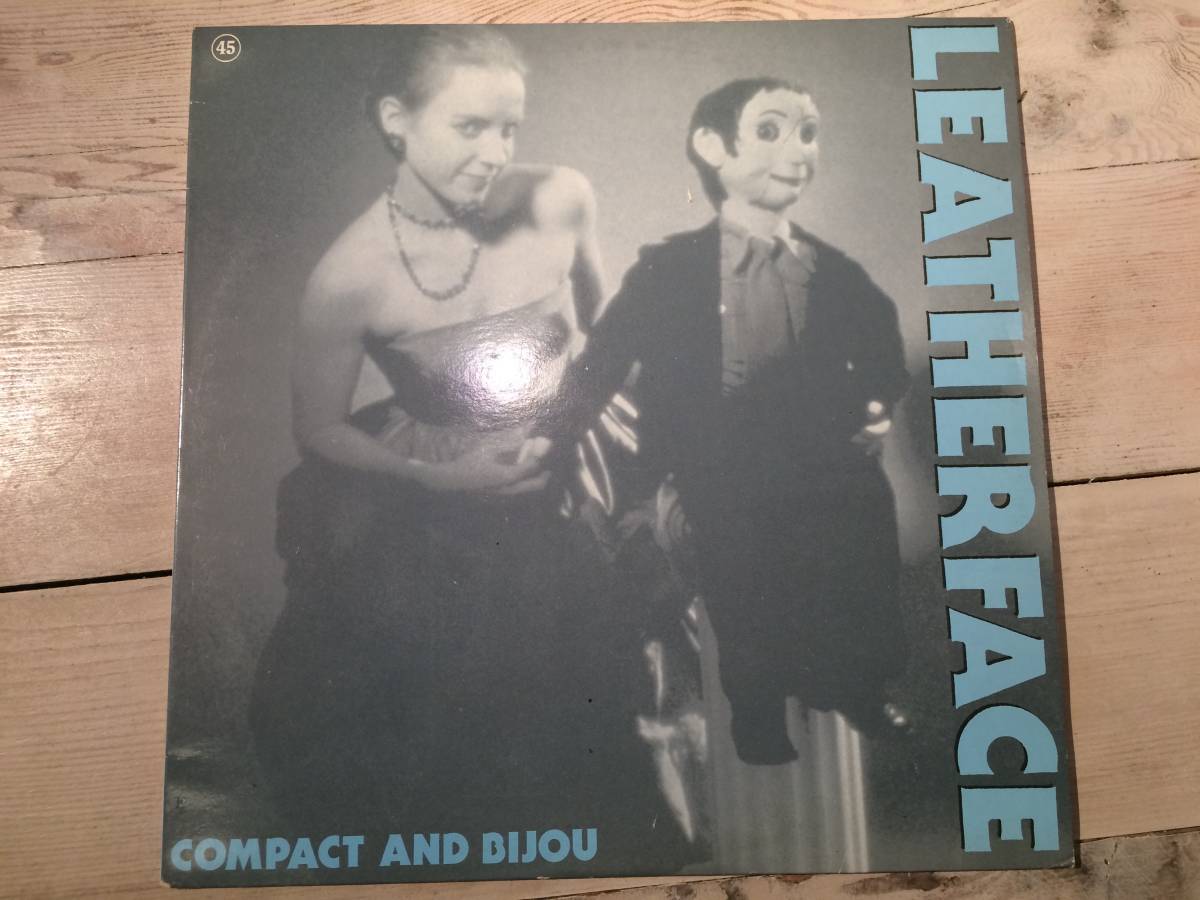 45
LEATHERFACE
COMPACT AND BIJOU